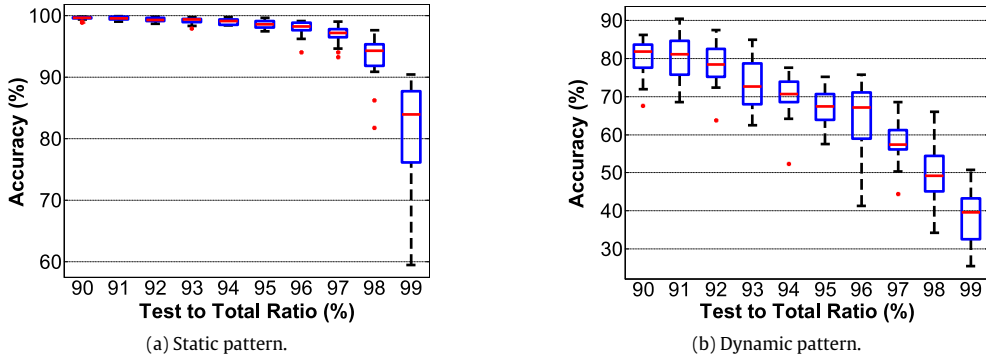 Accuracy (%)
100
90
80
70
60
90 91 92 93 94 95 96 97 98 99
Test to Total Ratio (%)
(a) Static pattern.
Accuracy (%)
90
80
70
60
50
40
30
90 91 92 93 94 95 96 97 98 99
Test to Total Ratio (%)
(b) Dynamic pattern.